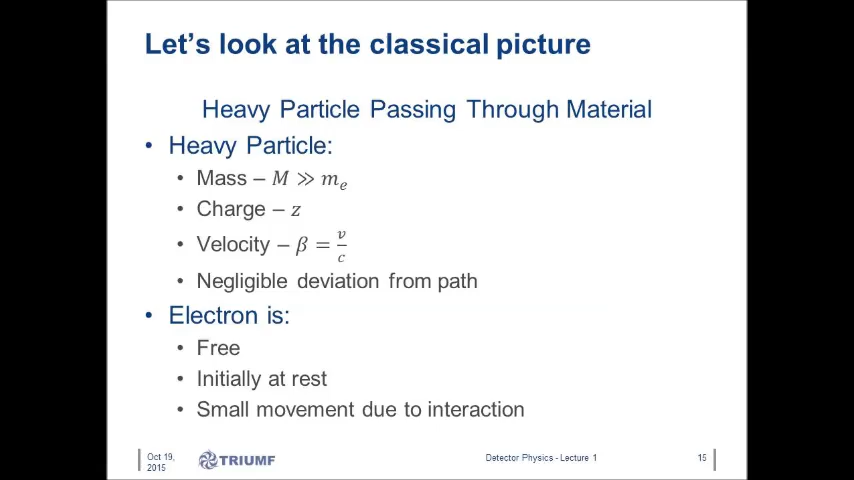 Let's look at the classical picture
Heavy Particle Passing Through Material
• Heavy Particle:
• Mass – M ≫ mₑ
• Charge – z
• Velocity – β = v/c
• Negligible deviation from path
• Electron is:
• Free
• Initially at rest
• Small movement due to interaction
Oct 19,
2015
TRIUMF
Detector Physics - Lecture 1
15